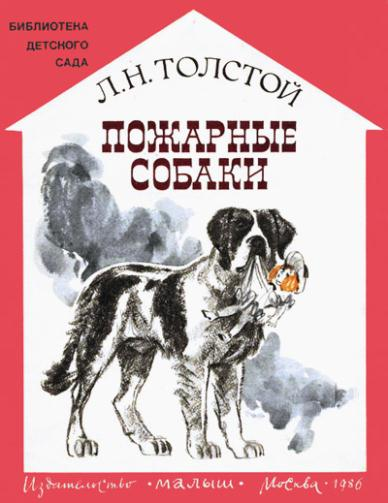 БИБЛИОТЕКА
ДЕТСКОГО
САДА
Л.Н.ТОЛСТОЙ
ПОЖАРНЫЕ
СОБАКИ
Издательство • МАЛЫШ • Москва • 1986